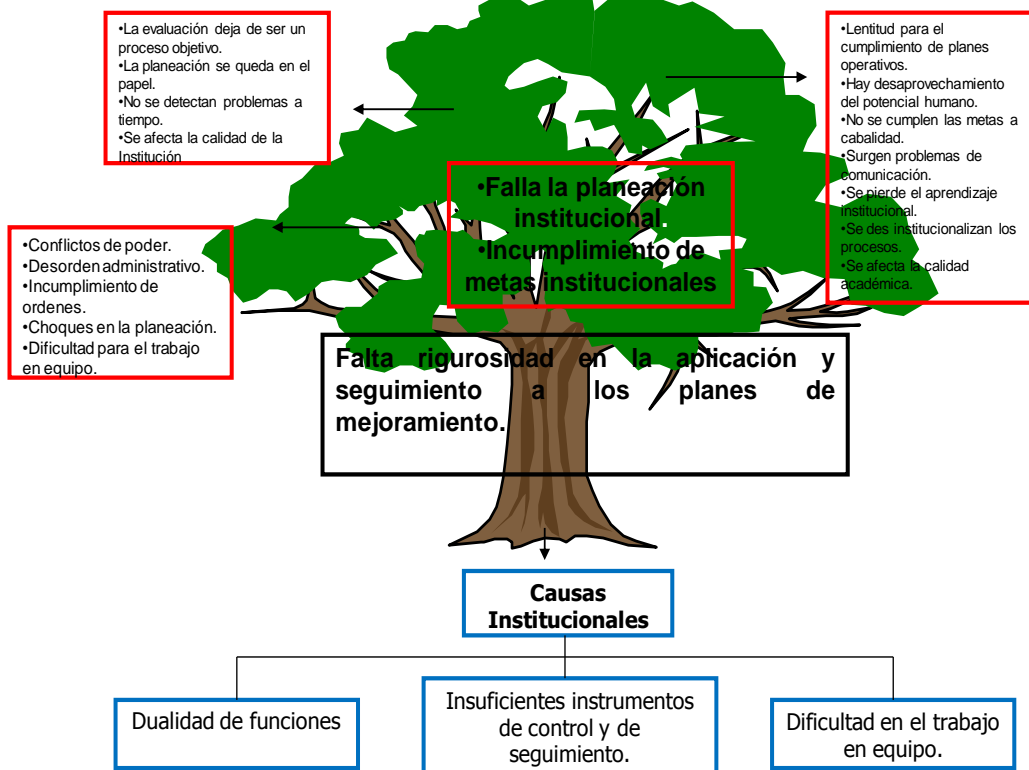 •La evaluación deja de ser un
proceso objetivo.
•La planeación se queda en el
papel.
•No se detectan problemas a
tiempo.
•Se afecta la calidad de la
Institución
•Lentitud para el
cumplimiento de planes
operativos.
•Hay desaprovechamiento
del potencial humano.
•No se cumplen las metas a
cabalidad.
•Surgen problemas de
comunicación.
•Se pierde el aprendizaje
institucional.
•Se des institucionalizan los
procesos.
•Se afecta la calidad
académica.
•Falla la planeación
institucional.
•Incumplimiento de
metas institucionales
•Conflictos de poder.
•Desorden administrativo.
•Incumplimiento de
ordenes.
•Choques en la planeación.
•Dificultad para el trabajo
en equipo.
Falta rigurosidad en la aplicación y
seguimiento a los planes de
mejoramiento.
Causas
Institucionales
Dualidad de funciones
Insuficientes instrumentos
de control y de
seguimiento.
Dificultad en el trabajo
en equipo.